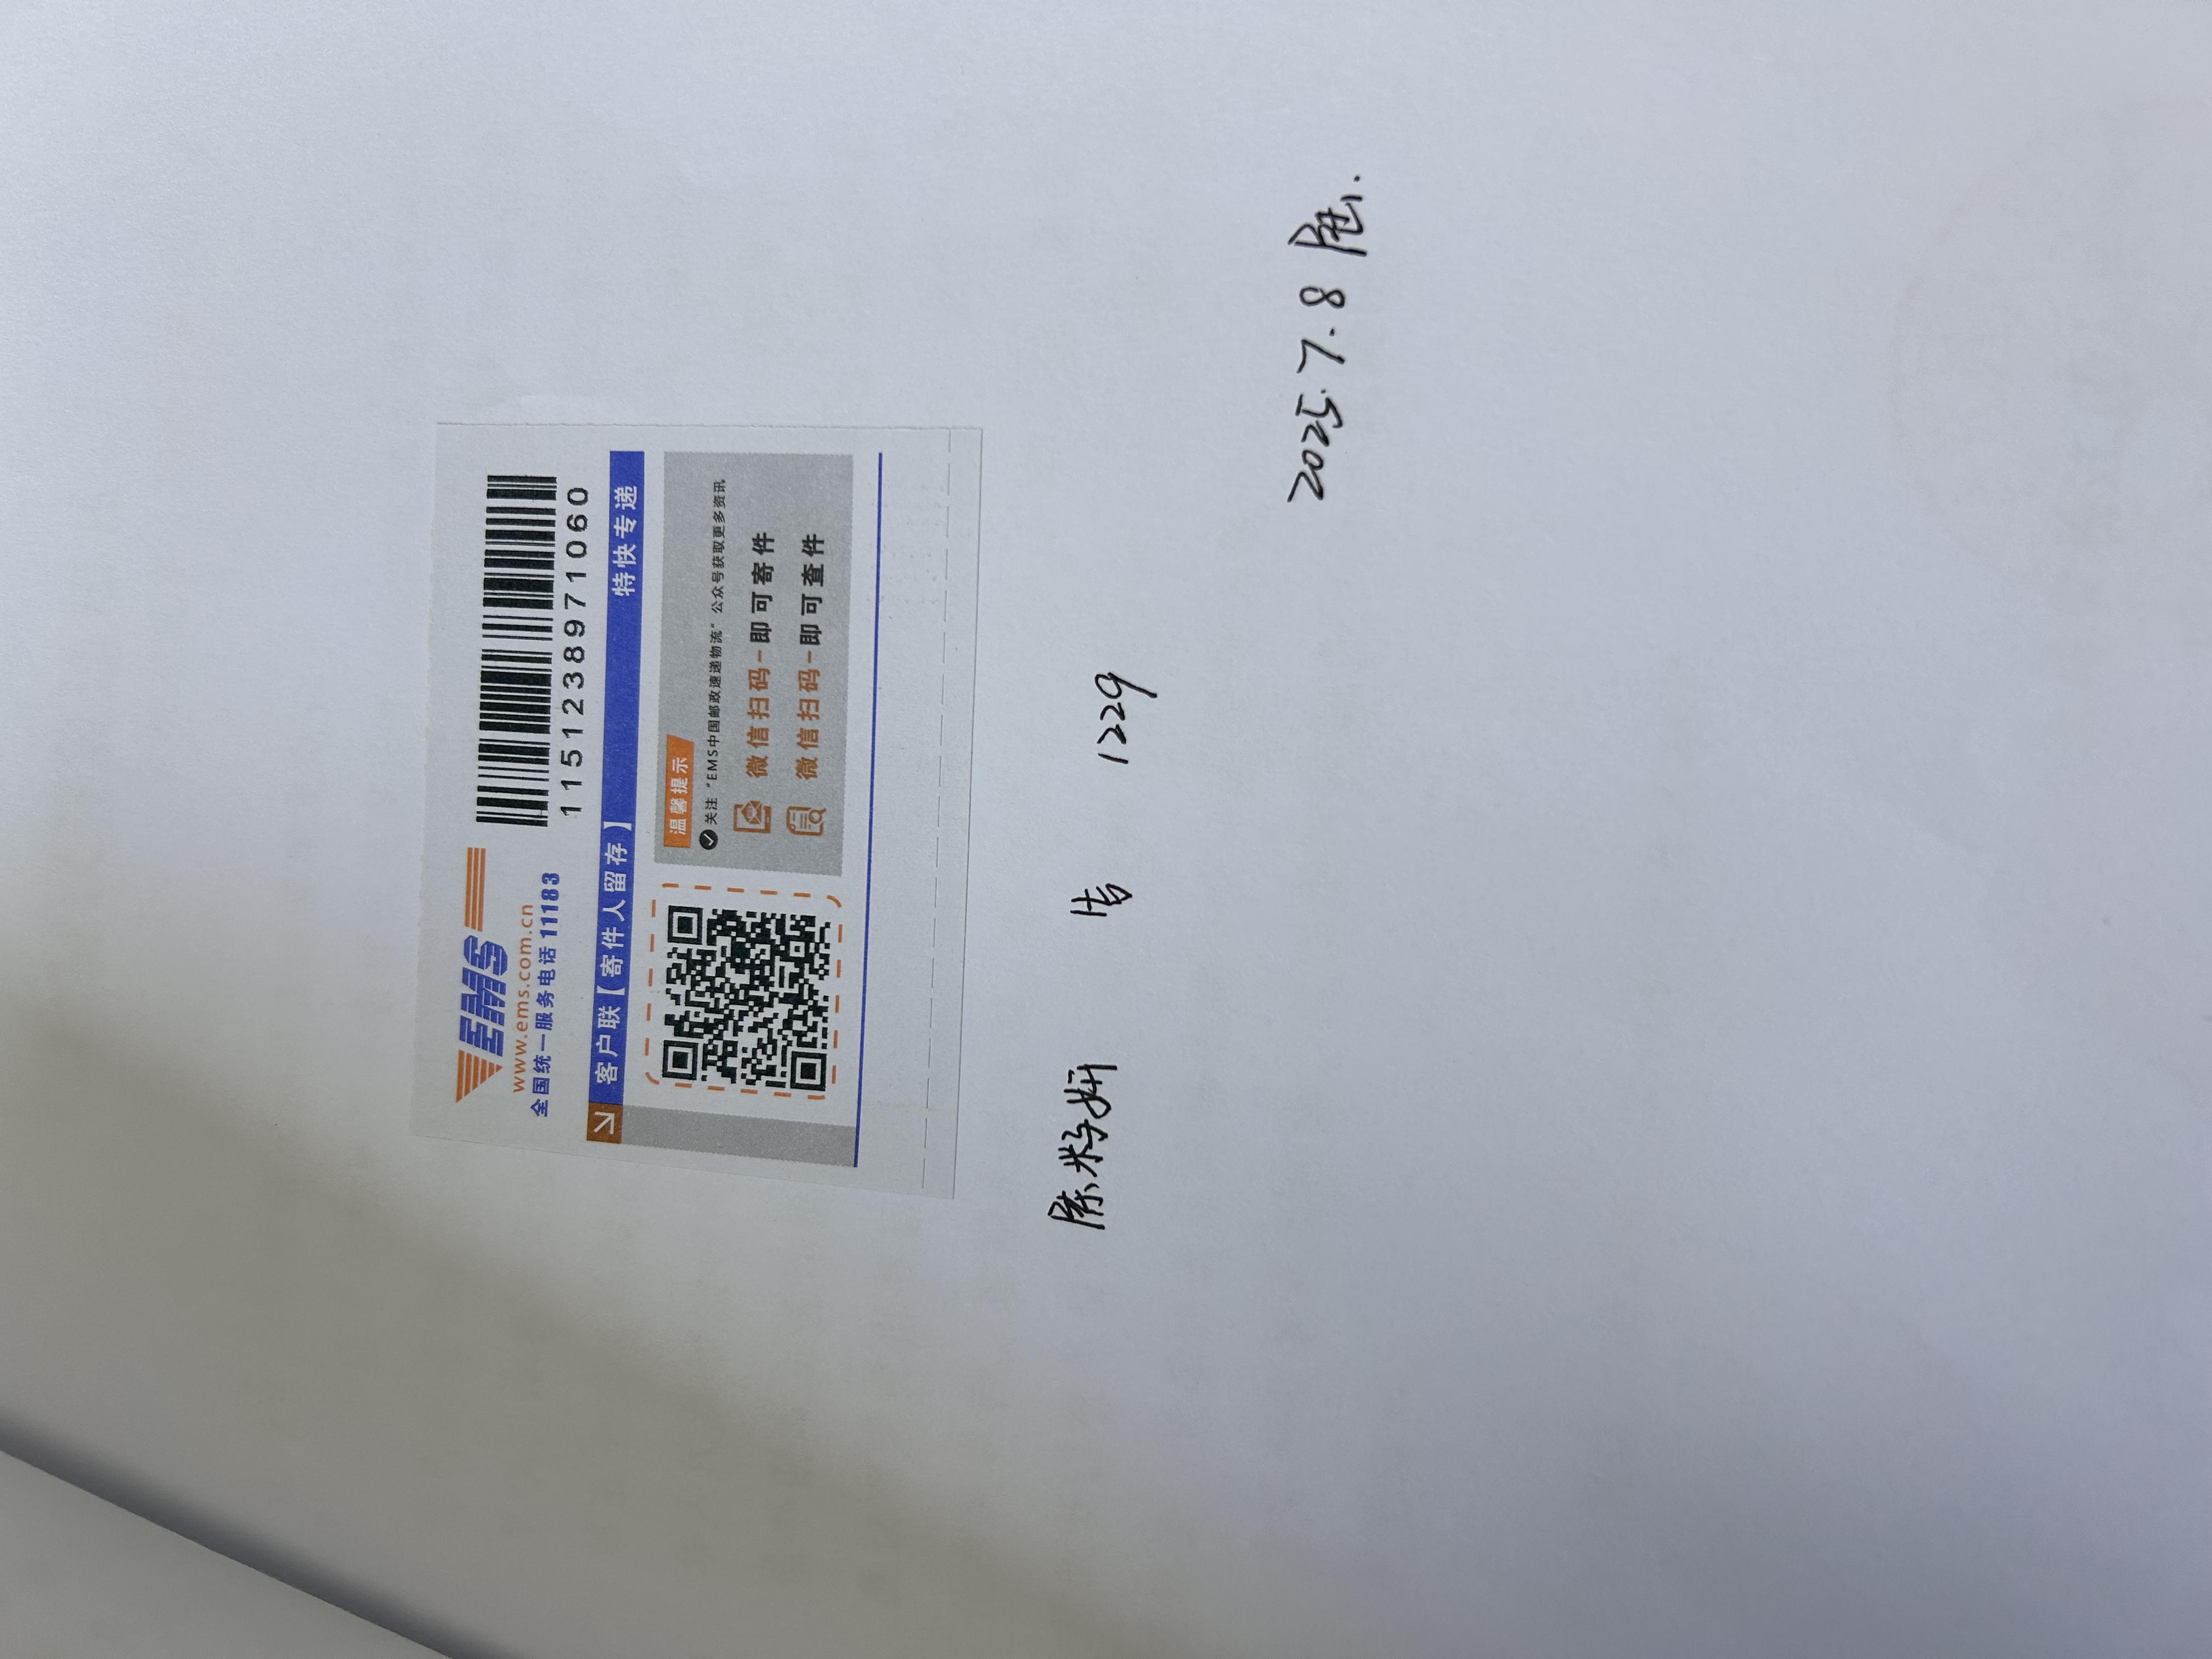 EMS
www.ems.com.cn
全国统一服务电话 11183
1151238971060
客户联【寄件人留存】 特快专递
温馨提示
关注“EMS中国邮政速递物流”公众号获取更多资讯
微信扫码-即可寄件
微信扫码-即可查件
陈籽妍 告 1229
2025.7.8